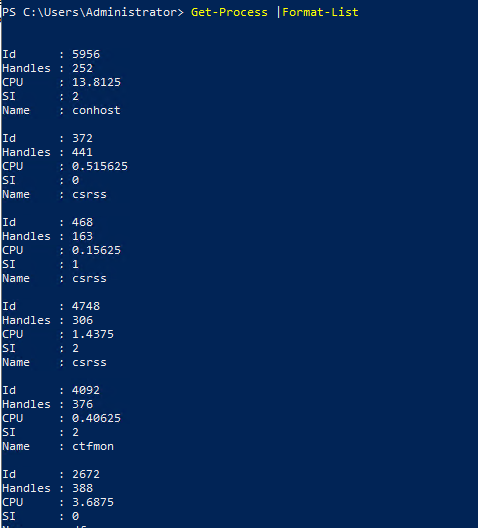 PS C:\Users\Administrator> Get-Process |Format-List
Id      : 5956
Handles : 252
CPU     : 13.8125
SI      : 2
Name    : conhost
Id      : 372
Handles : 441
CPU     : 0.515625
SI      : 0
Name    : csrss
Id      : 468
Handles : 163
CPU     : 0.15625
SI      : 1
Name    : csrss
Id      : 4748
Handles : 306
CPU     : 1.4375
SI      : 2
Name    : csrss
Id      : 4092
Handles : 376
CPU     : 0.40625
SI      : 2
Name    : ctfmon
Id      : 2672
Handles : 388
CPU     : 3.6875
SI      : 0